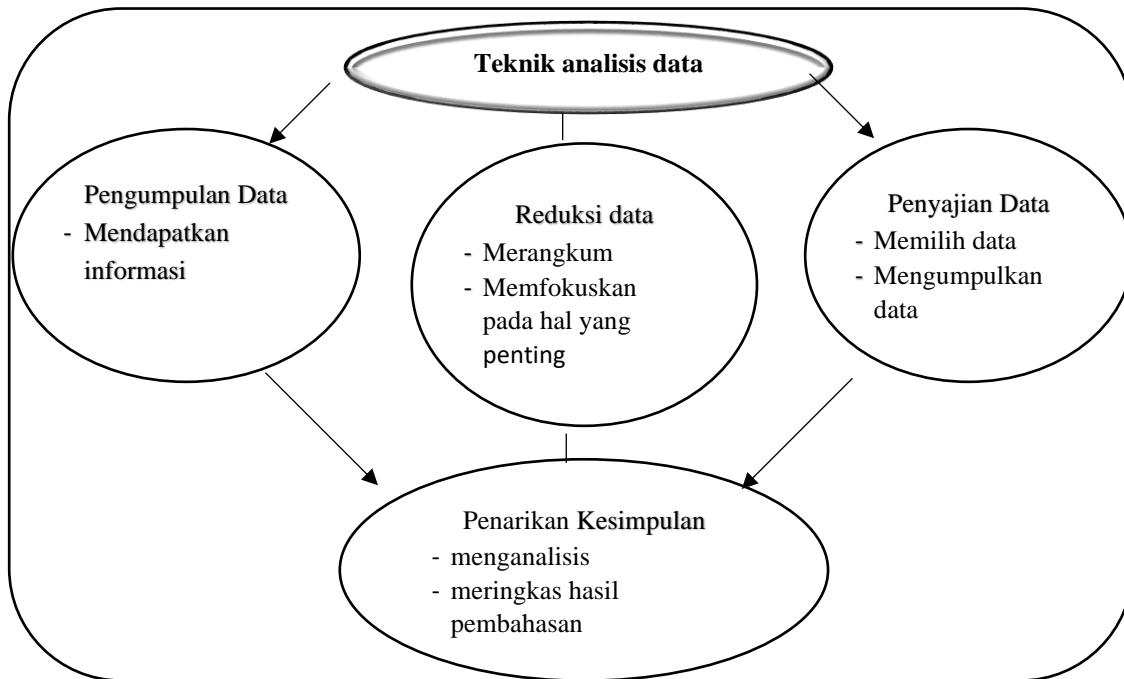 Teknik analisis data
Pengumpulan Data
- Mendapatkan
informasi
Reduksi data
- Merangkum
- Memfokuskan
pada hal yang
penting
Penyajian Data
- Memilih data
- Mengumpulkan
data
Penarikan Kesimpulan
- menganalisis
- meringkas hasil
pembahasan